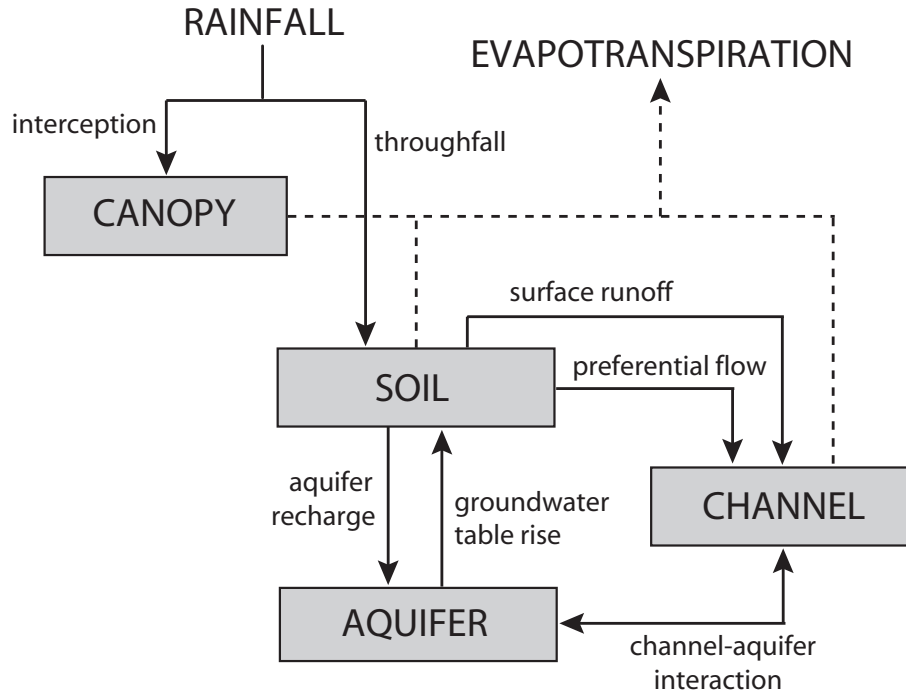 RAINFALL
EVAPOTRANSPIRATION
interception
throughfall
CANOPY
surface runoff
preferential flow
SOIL
aquifer
recharge
groundwater
table rise
CHANNEL
AQUIFER
channel-aquifer
interaction